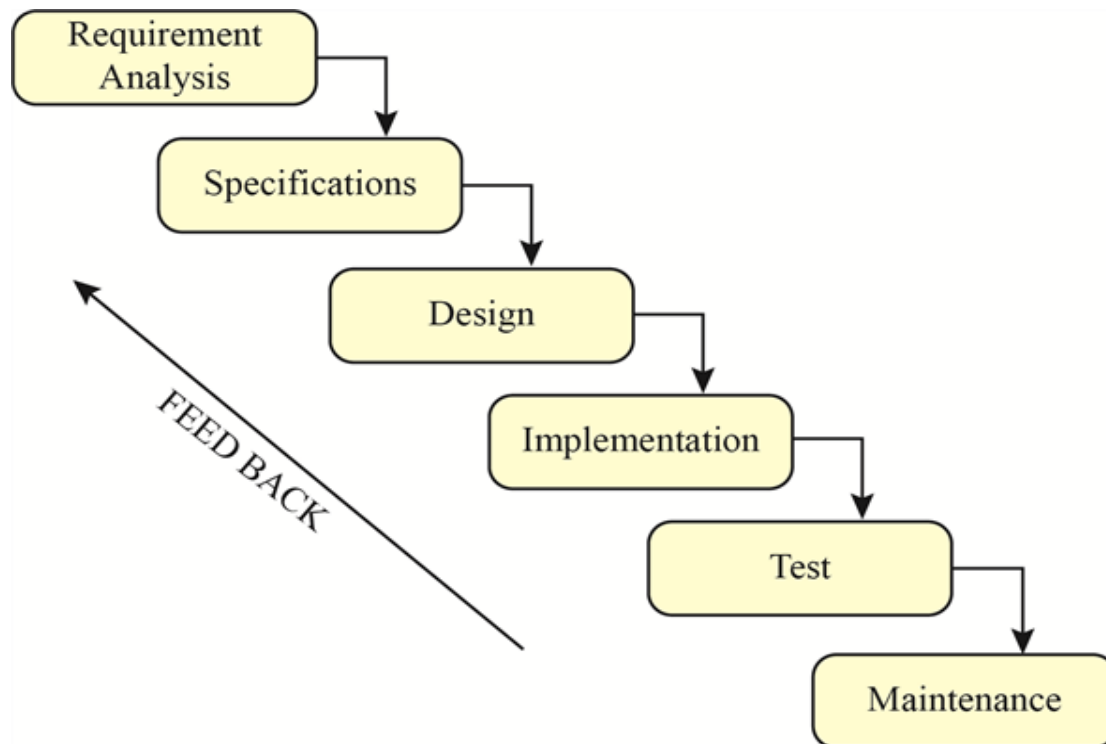 Requirement
Analysis
Specifications
Design
Implementation
FEED BACK
Test
Maintenance